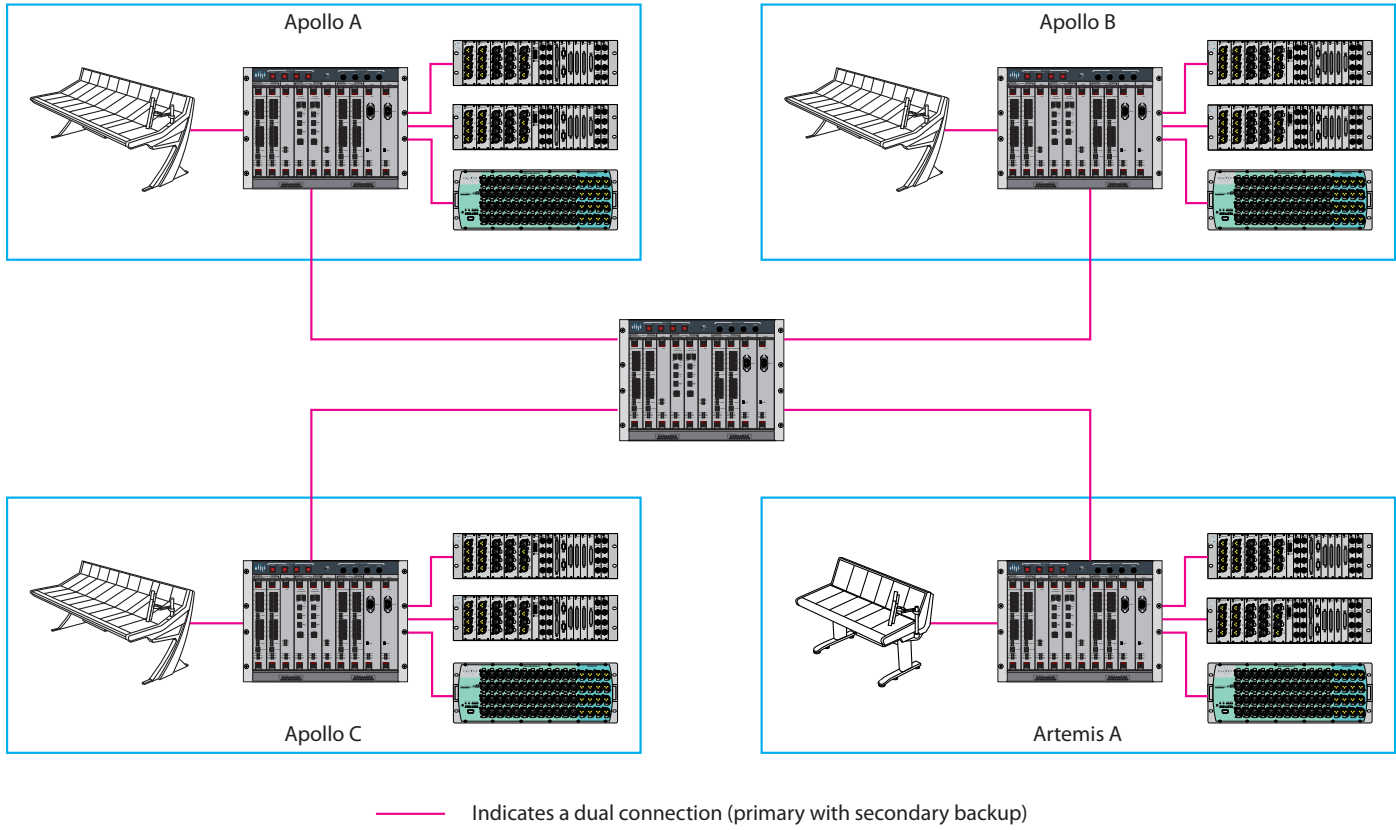 Apollo A
Apollo B
Apollo C
Artemis A
Indicates a dual connection (primary with secondary backup)